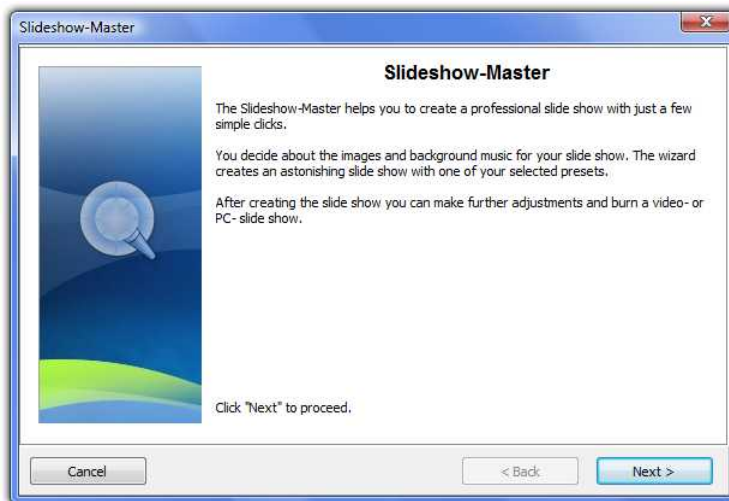 Slideshow-Master
Slideshow-Master
The Slideshow-Master helps you to create a professional slide show with just a few
simple clicks.
You decide about the images and background music for your slide show. The wizard
creates an astonishing slide show with one of your selected presets.
After creating the slide show you can make further adjustments and burn a video- or
PC- slide show.
Click "Next" to proceed.
Cancel
< Back
Next >